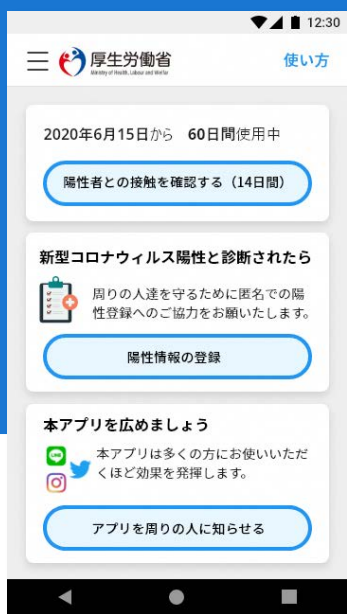 12:30
厚生労働省
Ministry of Health, Labour and Welfare
使い方
2020年6月15日から 60日間使用中
陽性者との接触を確認する（14日間）
新型コロナウィルス陽性と診断されたら
周りの人達を守るために匿名での陽
性登録へのご協力をお願いいたします。
陽性情報の登録
本アプリを広めましょう
本アプリは多くの方にお使いいただ
くほど効果を発揮します。
アプリを周りの人に知らせる